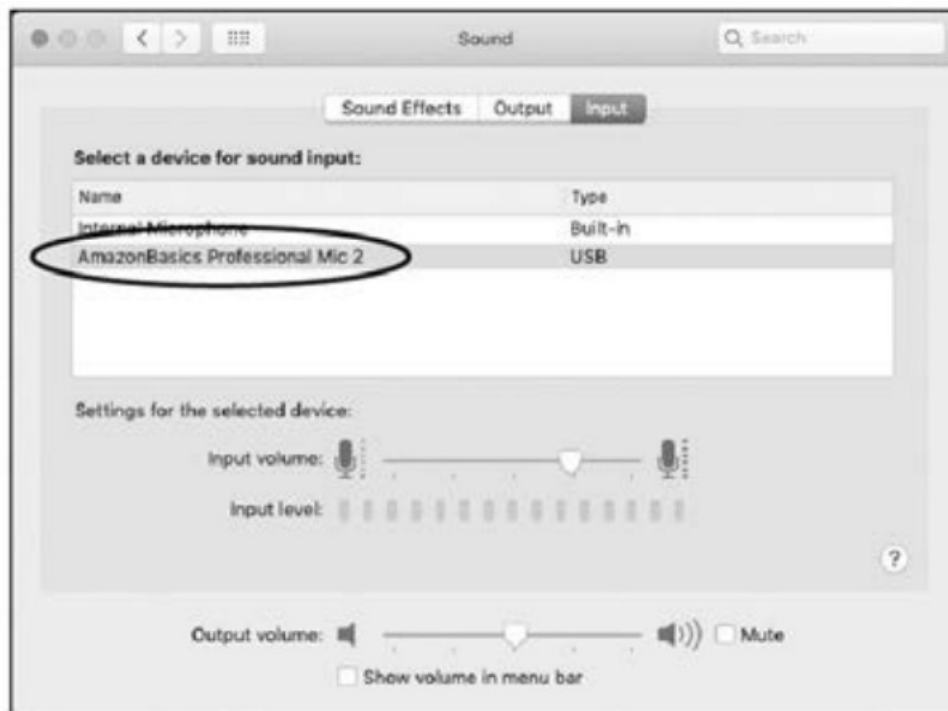 Sound
Search
Sound Effects Output Input
Select a device for sound input:
Name Type
Internal Microphone Built-in
AmazonBasics Professional Mic 2 USB
Settings for the selected device:
Input volume:
Input level:
?
Output volume: Mute
Show volume in menu bar